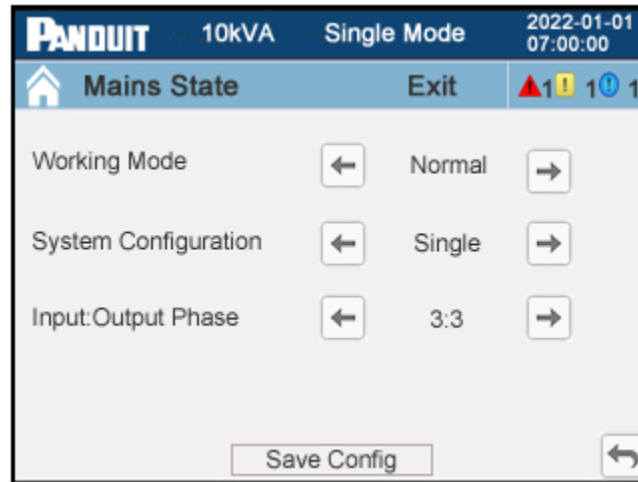 PANDUIT 10kVA Single Mode 2022-01-01
07:00:00
Mains State Exit 1 ! 1 ! 1
Working Mode Normal
System Configuration Single
Input:Output Phase 3:3
Save Config